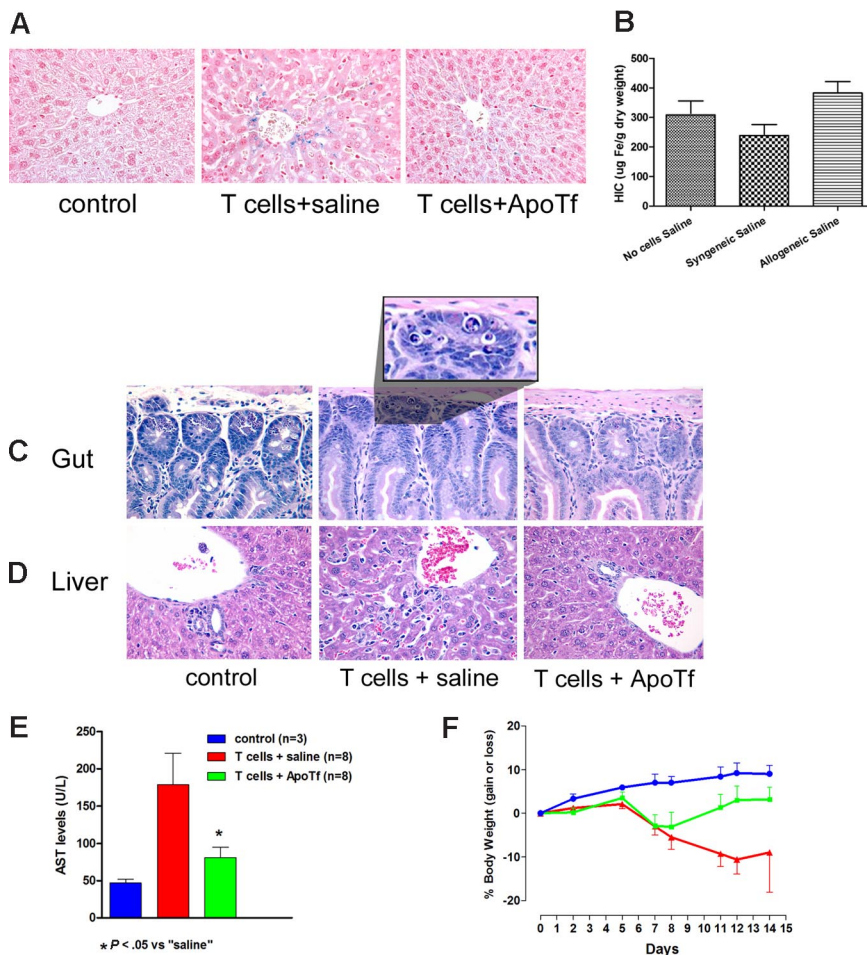 A
control
T cells+saline
T cells+ApoTf
B
HIC (ug Fe/g dry weight)
500
400
300
200
100
0
No cells Saline
Syngeneic Saline
Allogeneic Saline
C
Gut
D
Liver
control
T cells + saline
T cells + ApoTf
E
AST levels (U/L)
250
200
150
100
50
0
control (n=3)
T cells + saline (n=8)
T cells + ApoTf (n=8)
*
* P < .05 vs "saline"
F
% Body Weight (gain or loss)
20
10
0
-10
-20
0 1 2 3 4 5 6 7 8 9 10 11 12 13 14 15
Days